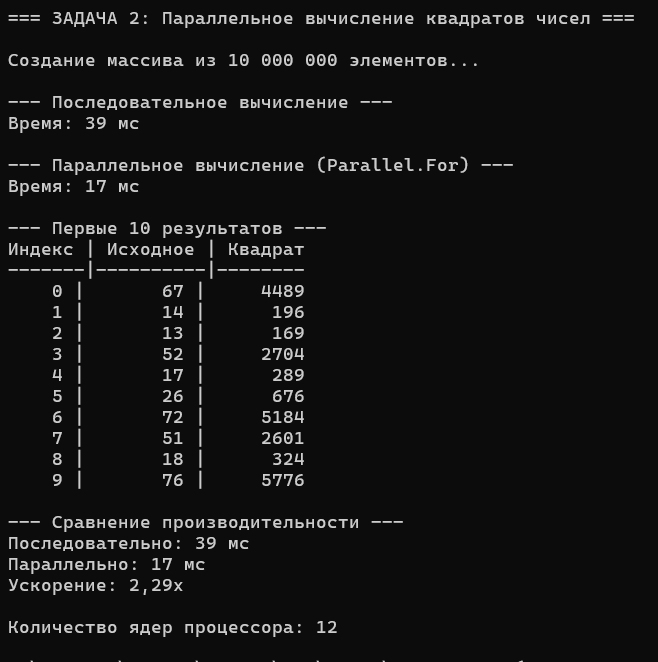 === ЗАДАЧА 2: Параллельное вычисление квадратов чисел ===
Создание массива из 10 000 000 элементов...
--- Последовательное вычисление ---
Время: 39 мс
--- Параллельное вычисление (Parallel.For) ---
Время: 17 мс
--- Первые 10 результатов ---
Индекс | Исходное | Квадрат
-------|----------|--------
0 | 67 | 4489
1 | 14 | 196
2 | 13 | 169
3 | 52 | 2704
4 | 17 | 289
5 | 26 | 676
6 | 72 | 5184
7 | 51 | 2601
8 | 18 | 324
9 | 76 | 5776
--- Сравнение производительности ---
Последовательно: 39 мс
Параллельно: 17 мс
Ускорение: 2,29x
Количество ядер процессора: 12